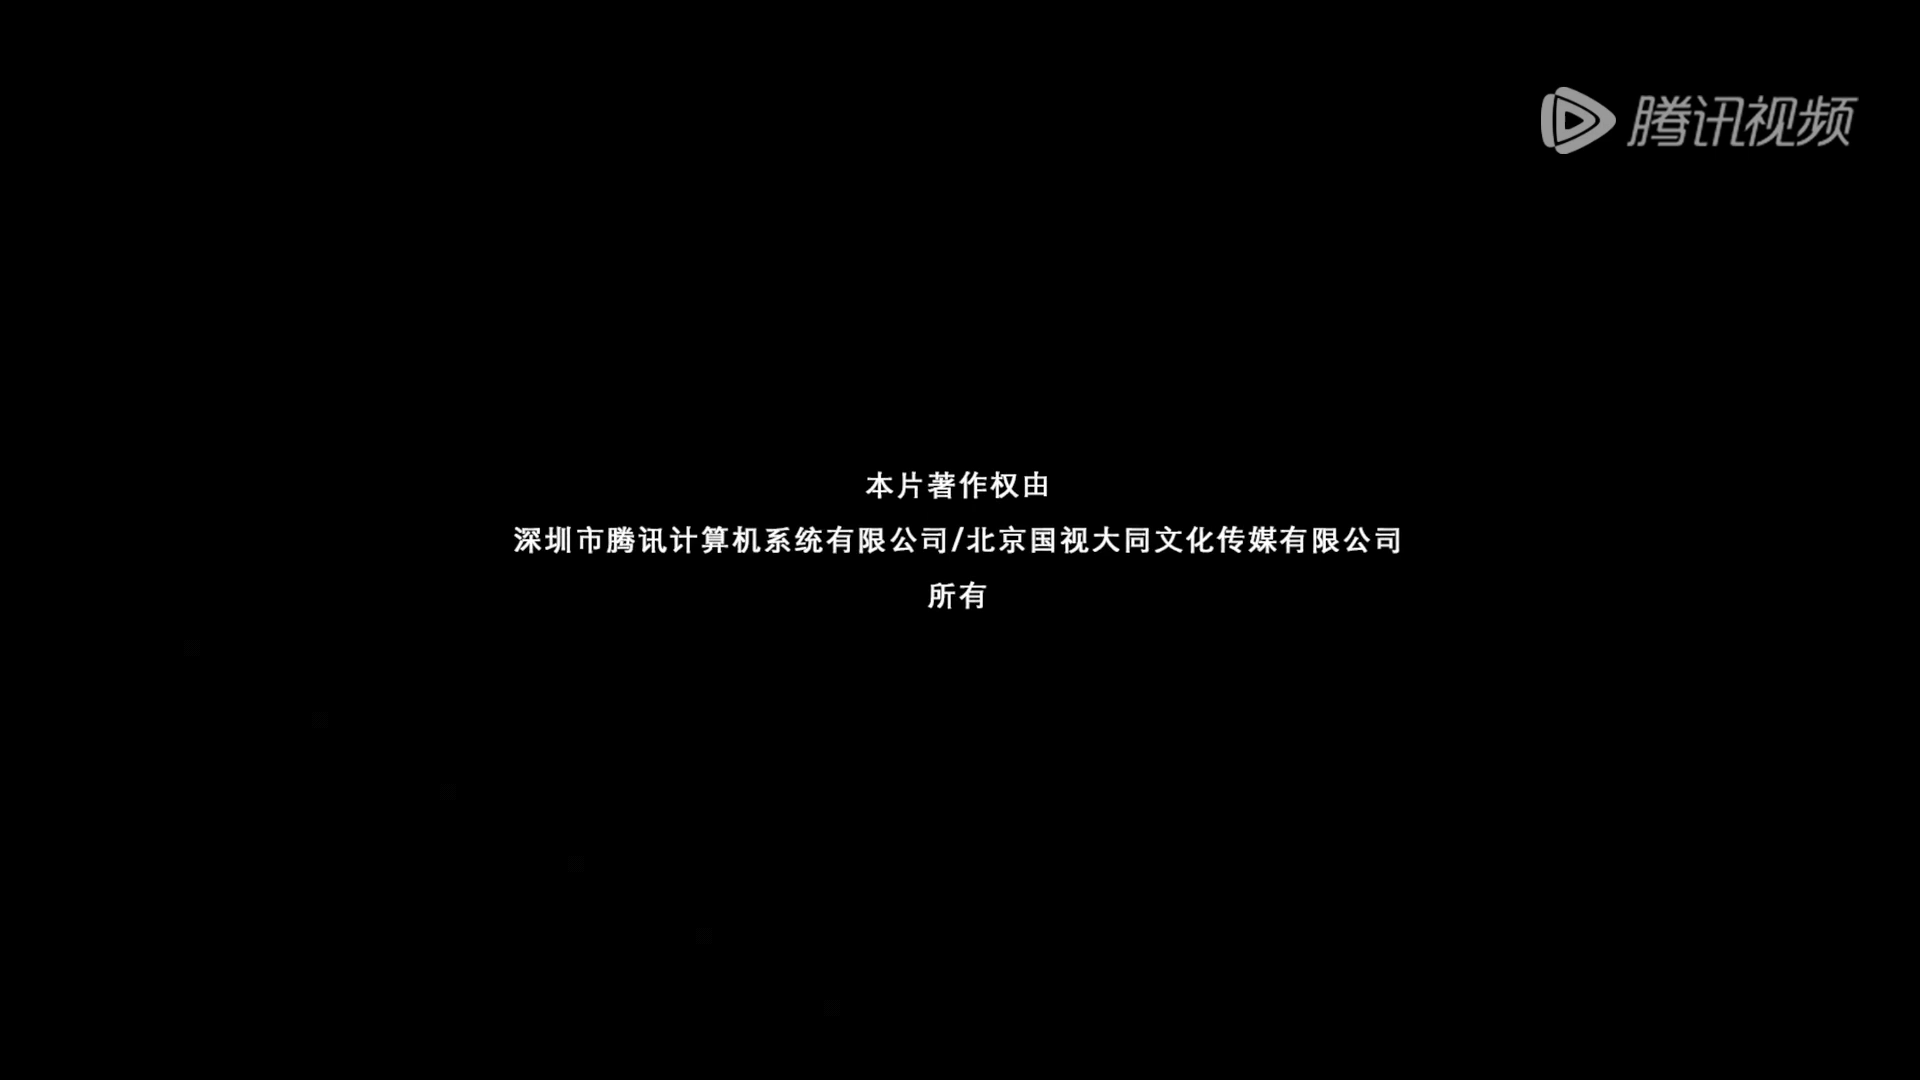 腾讯视频
本片著作权由
深圳市腾讯计算机系统有限公司/北京国视大同文化传媒有限公司
所有